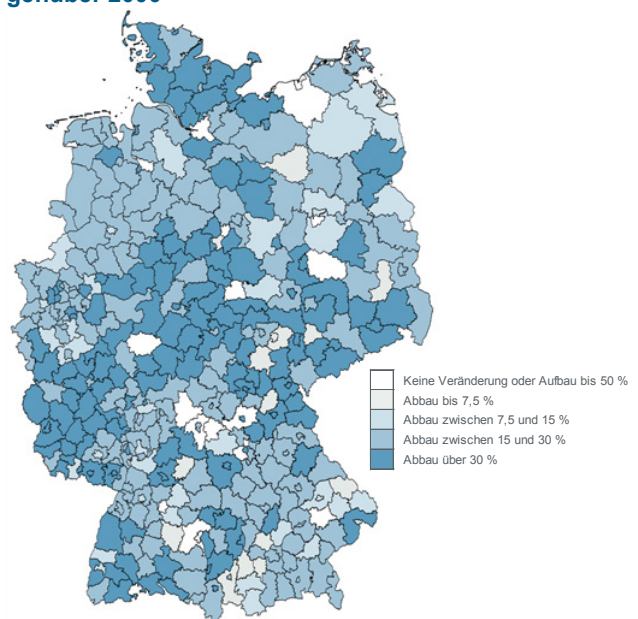 genüber
Keine Veränderung oder Aufbau bis 50 %
Abbau bis 7,5 %
Abbau zwischen 7,5 und 15 %
Abbau zwischen 15 und 30 %
Abbau über 30 %